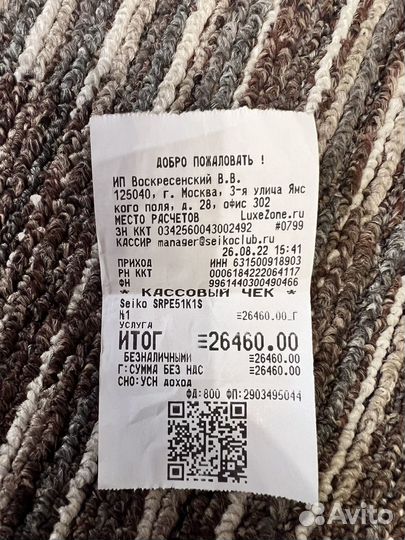 ДОБРО ПОЖАЛОВАТЬ !
ИП Воскресенский В.В.
125040, г. Москва, 3-я улица Ямс
кого поля, д. 28, офис 302
МЕСТО РАСЧЕТОВ LuxeZone.ru
ЗН ККТ 0342560043002492 #0799
КАССИР manager@seikoclub.ru
26.08.22 15:41
ПРИХОД ИНН 631500918903
РН ККТ 0006184222064117
ФН 9961440300490466
* КАССОВЫЙ ЧЕК *
Seiko SRPE51K1S
№1 ≡26460.00_Г
УСЛУГА
ИТОГ ≡26460.00
БЕЗНАЛИЧНЫМИ ≡26460.00
Г:СУММА БЕЗ НДС ≡26460.00
СНО:УСН доход
ФД:800 ФП:2903495044
Avito